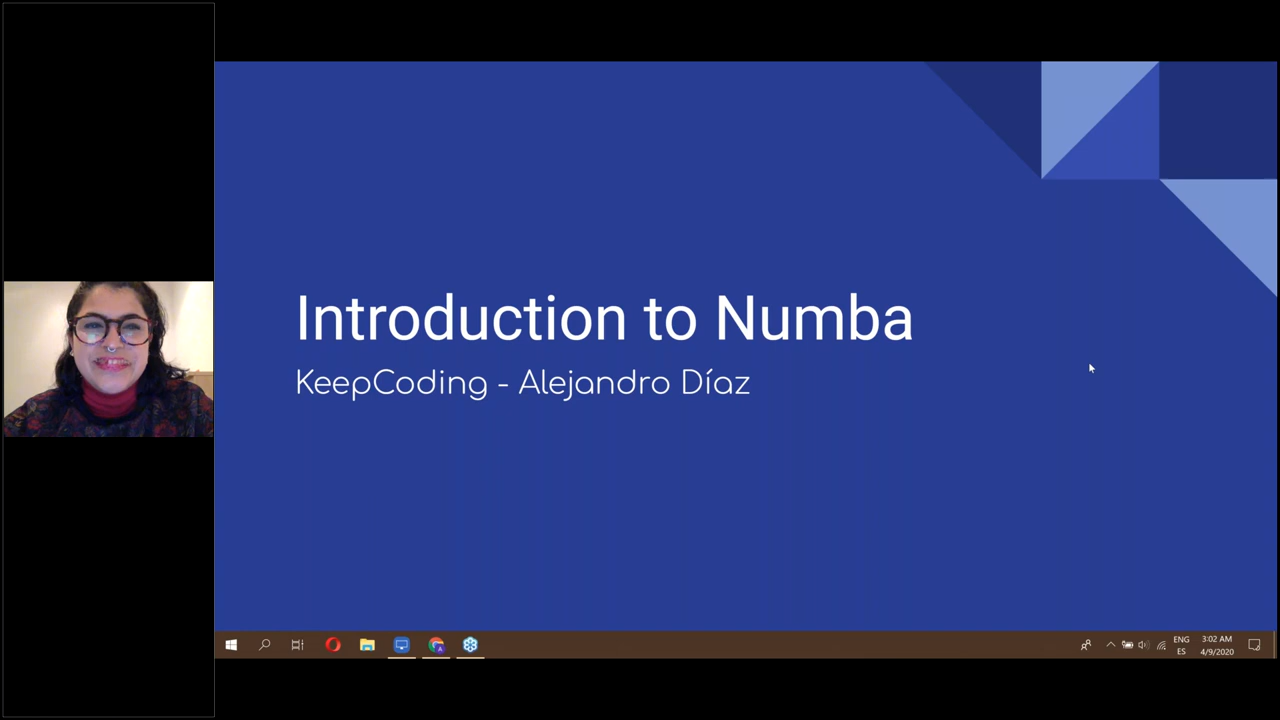 Introduction to Numba
KeepCoding - Alejandro Díaz
ENG
ES
3:02 AM
4/9/2020